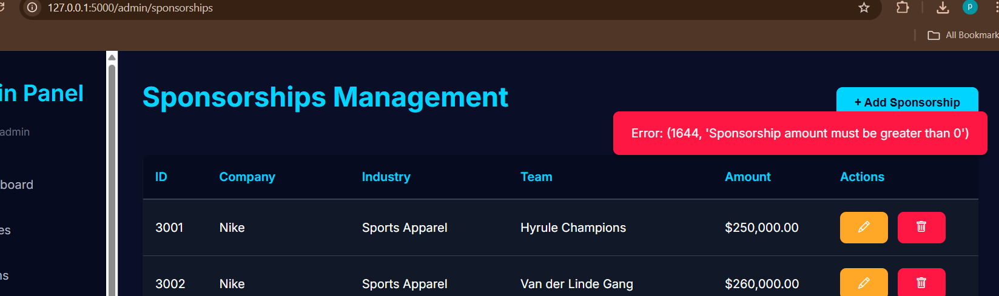 127.0.0.1:5000/admin/sponsorships
p
All Bookmark
in Panel
admin
board
es
ns
Sponsorships Management
+ Add Sponsorship
Error: (1644, 'Sponsorship amount must be greater than 0')
ID Company Industry Team Amount Actions
3001 Nike Sports Apparel Hyrule Champions $250,000.00
3002 Nike Sports Apparel Van der Linde Gang $260,000.00